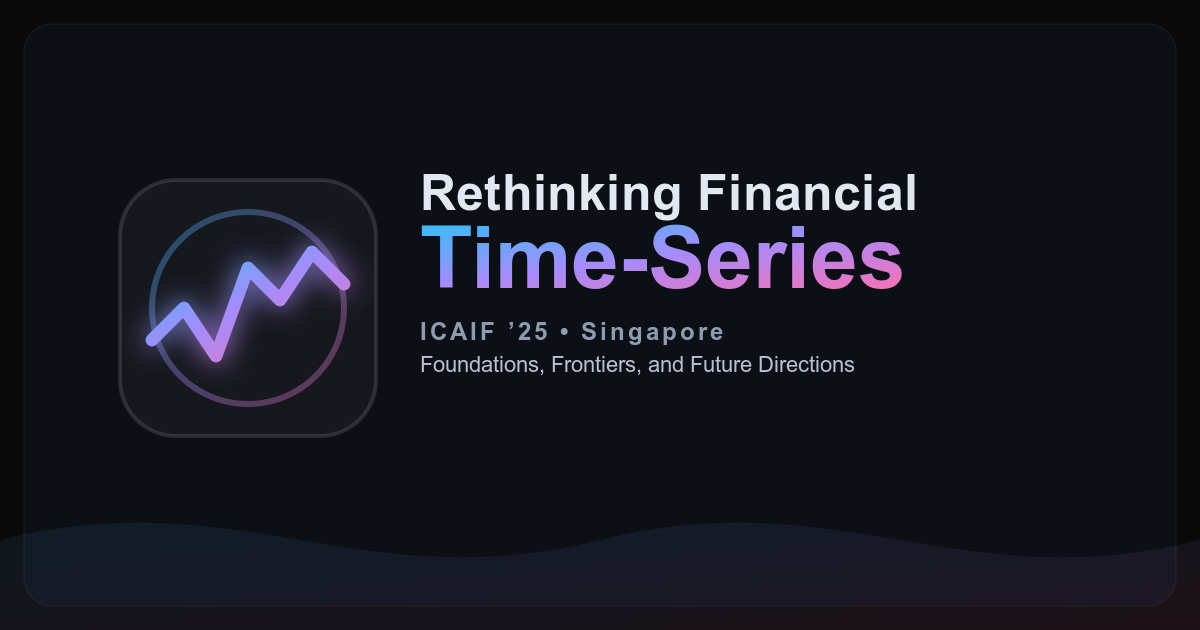 Rethinking Financial
Time-Series
ICAIF ’25 • Singapore
Foundations, Frontiers, and Future Directions